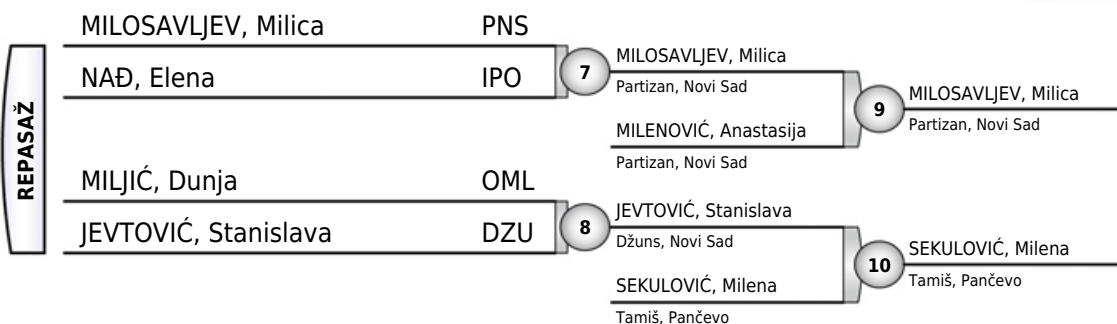 REPASAŽ
MILOSAVLJEV, Milica PNS
NAĐ, Elena IPO
MILJIĆ, Dunja OML
JEVTOVIĆ, Stanislava DZU
7
8
MILOSAVLJEV, Milica
Partizan, Novi Sad
MILENOVIĆ, Anastasija
Partizan, Novi Sad
JEVTOVIĆ, Stanislava
Džuns, Novi Sad
SEKULOVIĆ, Milena
Tamiš, Pančevo
9
10
MILOSAVLJEV, Milica
Partizan, Novi Sad
SEKULOVIĆ, Milena
Tamiš, Pančevo